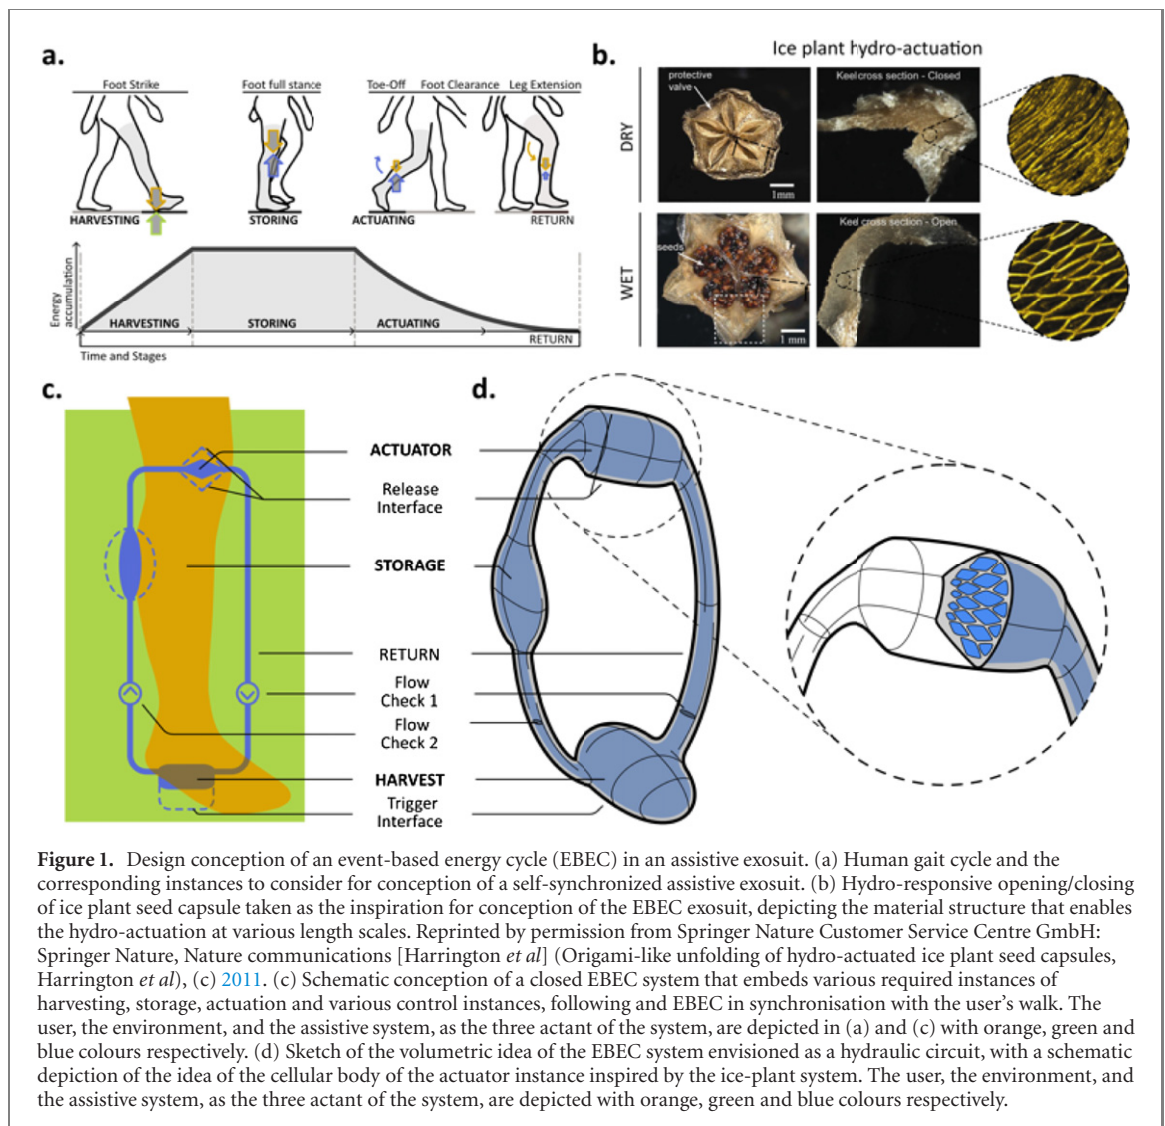 a.
Foot Strike
Foot full stance
Toe-Off
Foot Clearance
Leg Extension
HARVESTING
STORING
ACTUATING
RETURN
Energy
accumulation
HARVESTING
STORING
ACTUATING
RETURN
Time and Stages
b.
Ice plant hydro-actuation
DRY
protective
valve
1mm
Keel cross section - Closed
WET
seeds
1 mm
Keel cross section - Open
c.
d.
ACTUATOR
Release
Interface
STORAGE
RETURN
Flow
Check 1
Flow
Check 2
HARVEST
Trigger
Interface
Figure 1. Design conception of an event-based energy cycle (EBEC) in an assistive exosuit. (a) Human gait cycle and the
corresponding instances to consider for conception of a self-synchronized assistive exosuit. (b) Hydro-responsive opening/closing
of ice plant seed capsule taken as the inspiration for conception of the EBEC exosuit, depicting the material structure that enables
the hydro-actuation at various length scales. Reprinted by permission from Springer Nature Customer Service Centre GmbH:
Springer Nature, Nature communications [Harrington et al] (Origami-like unfolding of hydro-actuated ice plant seed capsules,
Harrington et al), (c) 2011. (c) Schematic conception of a closed EBEC system that embeds various required instances of
harvesting, storage, actuation and various control instances, following and EBEC in synchronisation with the user's walk. The
user, the environment, and the assistive system, as the three actant of the system, are depicted in (a) and (c) with orange, green and
blue colours respectively. (d) Sketch of the volumetric idea of the EBEC system envisioned as a hydraulic circuit, with a schematic
depiction of the idea of the cellular body of the actuator instance inspired by the ice-plant system. The user, the environment, and
the assistive system, as the three actant of the system, are depicted with orange, green and blue colours respectively.